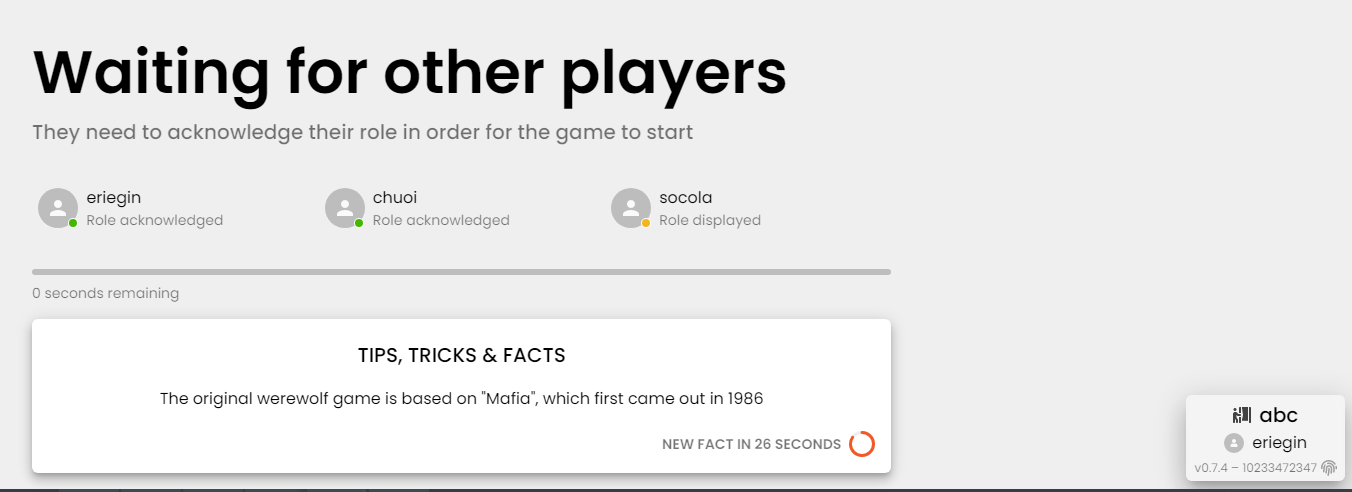 Waiting for other players
They need to acknowledge their role in order for the game to start
eriegin
Role acknowledged
chuoi
Role acknowledged
socola
Role displayed
0 seconds remaining
TIPS, TRICKS & FACTS
The original werewolf game is based on "Mafia", which first came out in 1986
NEW FACT IN 26 SECONDS
abc
eriegin
v0.7.4 – 10233472347